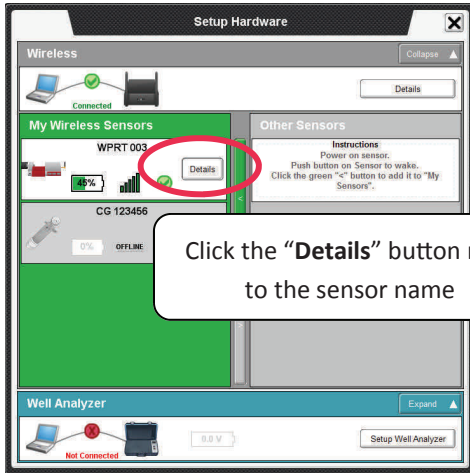 Setup Hardware
Wireless
Collapse
Connected
Details
My Wireless Sensors
Other Sensors
WPRT 003
Details
45%
<
Instructions
Power on sensor.
Push button on Sensor to wake.
Click the green "<" button to add it to "My
Sensors".
CG 123456
0%
OFFLINE
Click the “Details” button
to the sensor name
>
Well Analyzer
Expand
Not Connected
0.0 V
Setup Well Analyzer